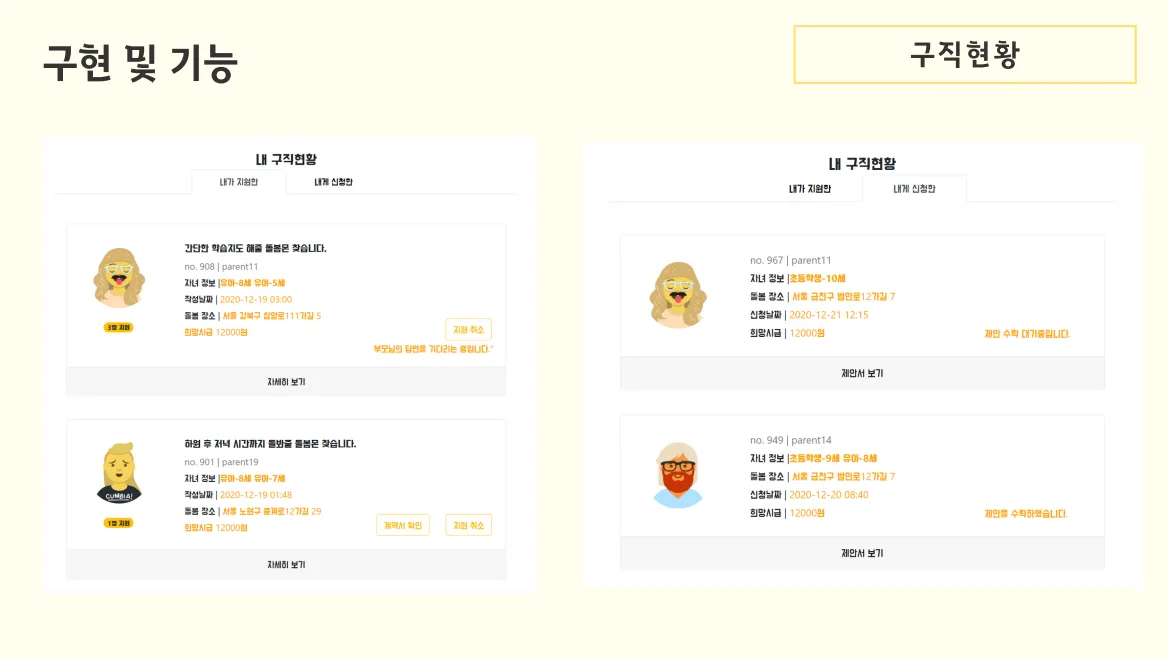 구현 및 기능
구직현황
내 구직현황
내가 지원한
내게 신청한
간단한 학습지도 해줄 돌봄몬 찾습니다.
no. 908 | parent11
자녀 정보 |유아-8세 유아-5세
작성날짜 | 2020-12-19 03:00
돌봄 장소 | 서울 강북구 삼양로111가길 5
희망시급 12000원
3명 지원
지원 취소
부모님의 답변을 기다리는 중입니다.*
자세히 보기
하원 후 저녁 시간까지 돌봐줄 돌봄몬 찾습니다.
no. 901 | parent19
자녀 정보 |유아-8세 유아-7세
작성날짜 | 2020-12-19 01:48
돌봄 장소 | 서울 노원구 중계로12가길 29
희망시급 12000원
CUMBIA!
1명 지원
계약서 확인
지원 취소
자세히 보기
내 구직현황
내가 지원한
내게 신청한
no. 967 | parent11
자녀 정보 |초등학생-10세
돌봄 장소 | 서울 금천구 범안로12가길 7
신청날짜 | 2020-12-21 12:15
희망시급 | 12000원
제안 수락 대기중입니다.
제안서 보기
no. 949 | parent14
자녀 정보 |초등학생-9세 유아-8세
돌봄 장소 | 서울 금천구 범안로12가길 7
신청날짜 | 2020-12-20 08:40
희망시급 | 12000원
제안을 수락하였습니다.
제안서 보기